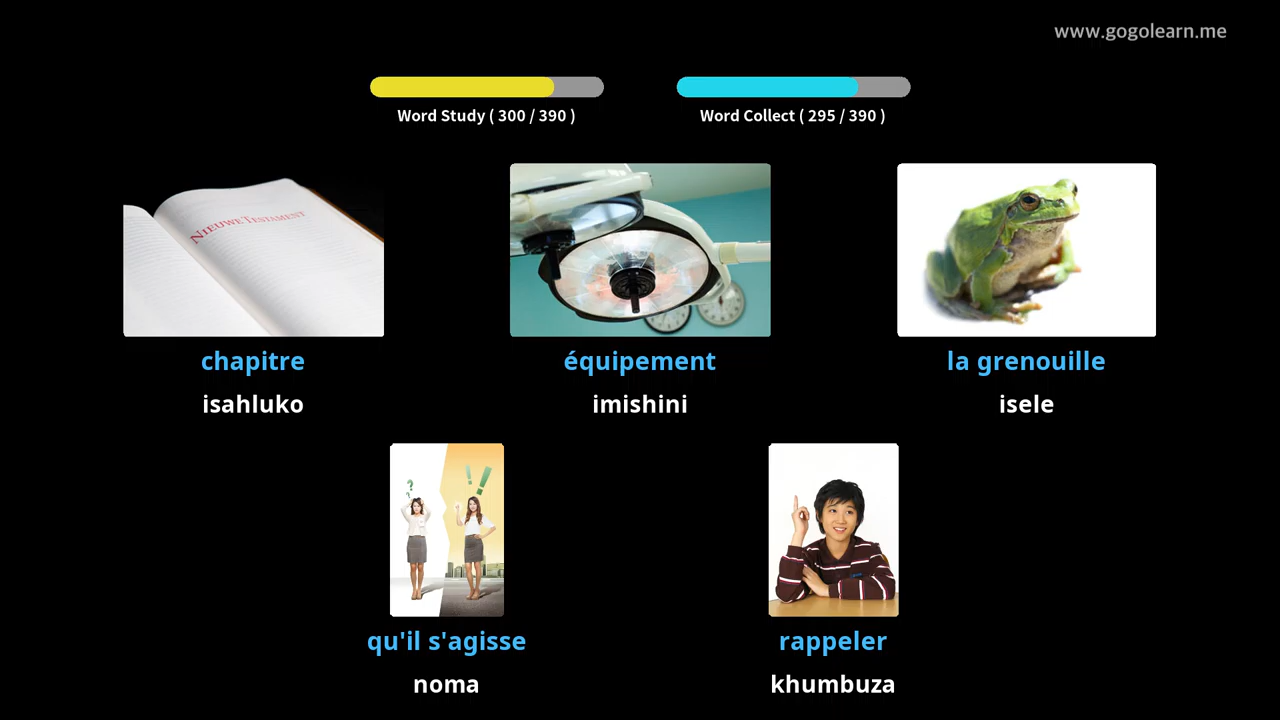 www.gogolearn.me
Word Study ( 300 / 390 )
Word Collect ( 295 / 390 )
NIEUWE TESTAMENT
chapitre
équipement
la grenouille
isahluko
imishini
isele
?
!
!!
qu'il s'agisse
rappeler
noma
khumbuza